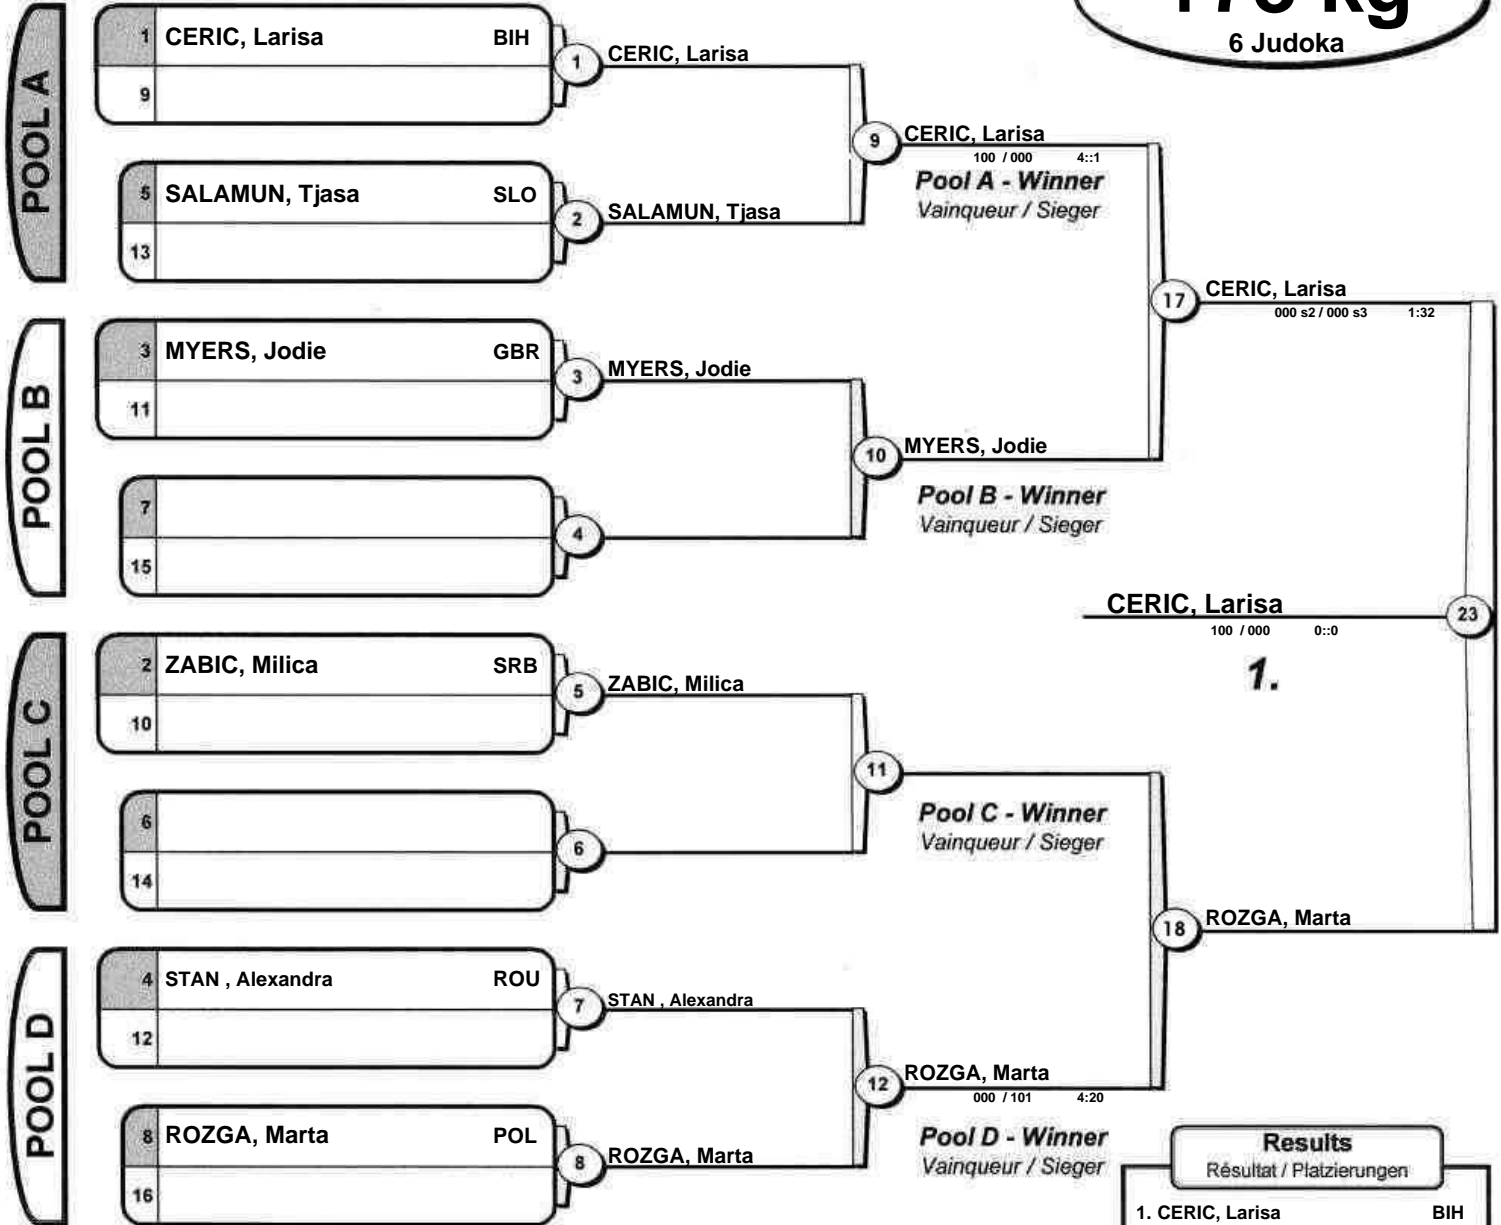 +78 kg
6 Judoka
POOL A
1 CERIC, Larisa BIH
9
1 CERIC, Larisa
5 SALAMUN, Tjasa SLO
13
2 SALAMUN, Tjasa
9 CERIC, Larisa
100 / 000 4::1
Pool A - Winner
Vainqueur / Sieger
POOL B
3 MYERS, Jodie GBR
11
3 MYERS, Jodie
7
15
4
10 MYERS, Jodie
Pool B - Winner
Vainqueur / Sieger
17 CERIC, Larisa
000 s2 / 000 s3 1:32
CERIC, Larisa 23
100 / 000 0::0
1.
POOL C
2 ZABIC, Milica SRB
10
5 ZABIC, Milica
6
14
6
11
Pool C - Winner
Vainqueur / Sieger
18 ROZGA, Marta
POOL D
4 STAN , Alexandra ROU
12
7 STAN , Alexandra
8 ROZGA, Marta POL
16
8 ROZGA, Marta
12 ROZGA, Marta
000 / 101 4:20
Pool D - Winner
Vainqueur / Sieger
Results
Résultat / Platzierungen
1. CERIC, Larisa BIH